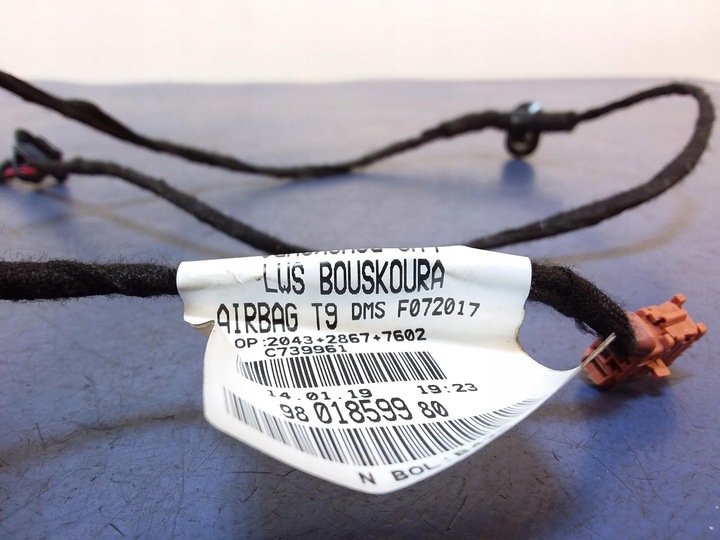 LWS BOUSKOURA
AIRBAG T9 DMS F072017
OP:2043+2867+7602
C739961
14.01.19 19:23
98 018599 80
N BOL